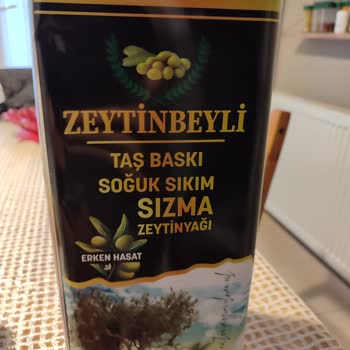 ZEYTİNBEYLİ
TAŞ BASKI
SOĞUK SIKIM
SIZMA
ZEYTİNYAĞI
ERKEN HASAT